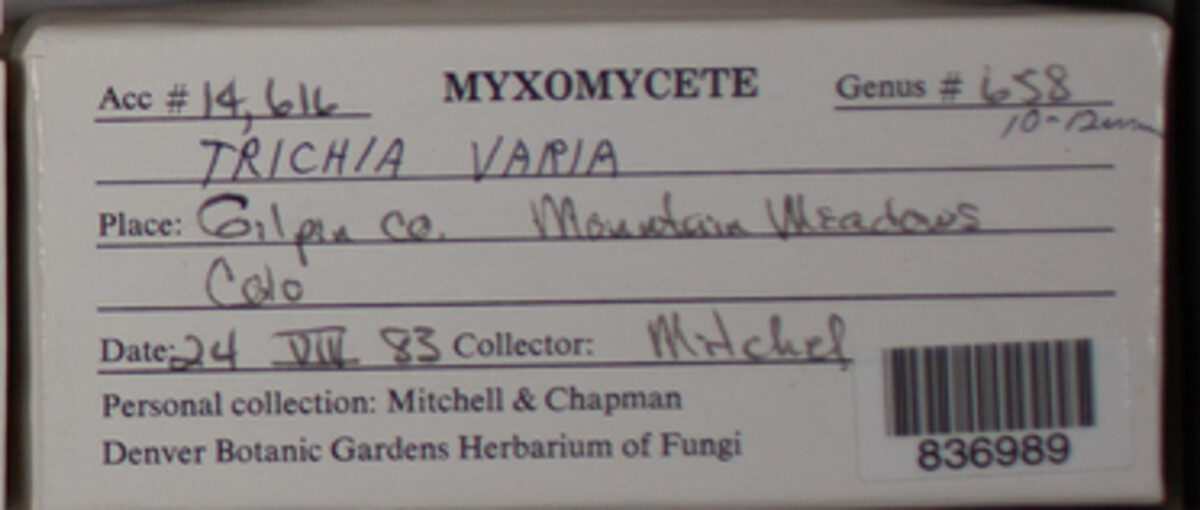 Acc # 14,616 MYXOMYCETE Genus # 658
10-12mm
TRICHIA VARIA
Place: Gilpin Co. Mountain Meadows
Colo
Date: 24 VII 83 Collector: Mitchel
Personal collection: Mitchell & Chapman
Denver Botanic Gardens Herbarium of Fungi
836989